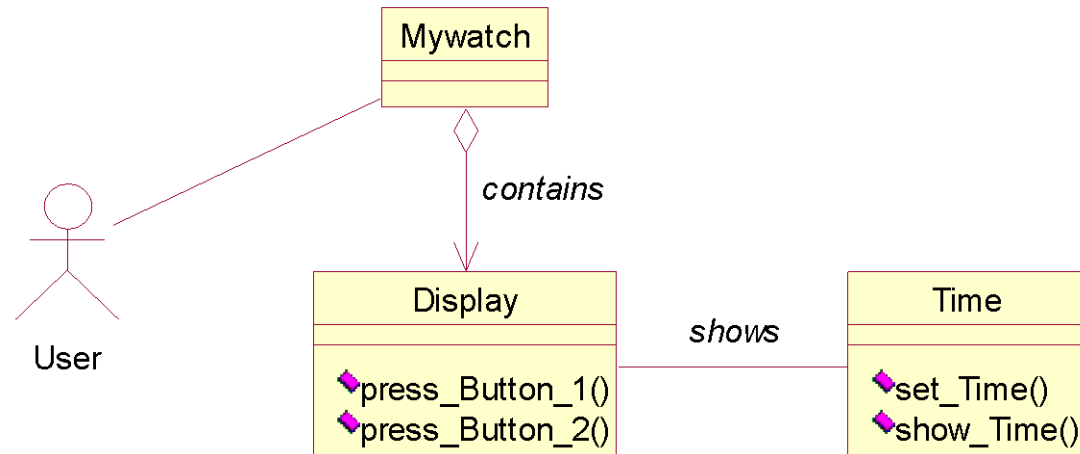 Mywatch
contains
User
Display
press_Button_1()
press_Button_2()
shows
Time
set_Time()
show_Time()